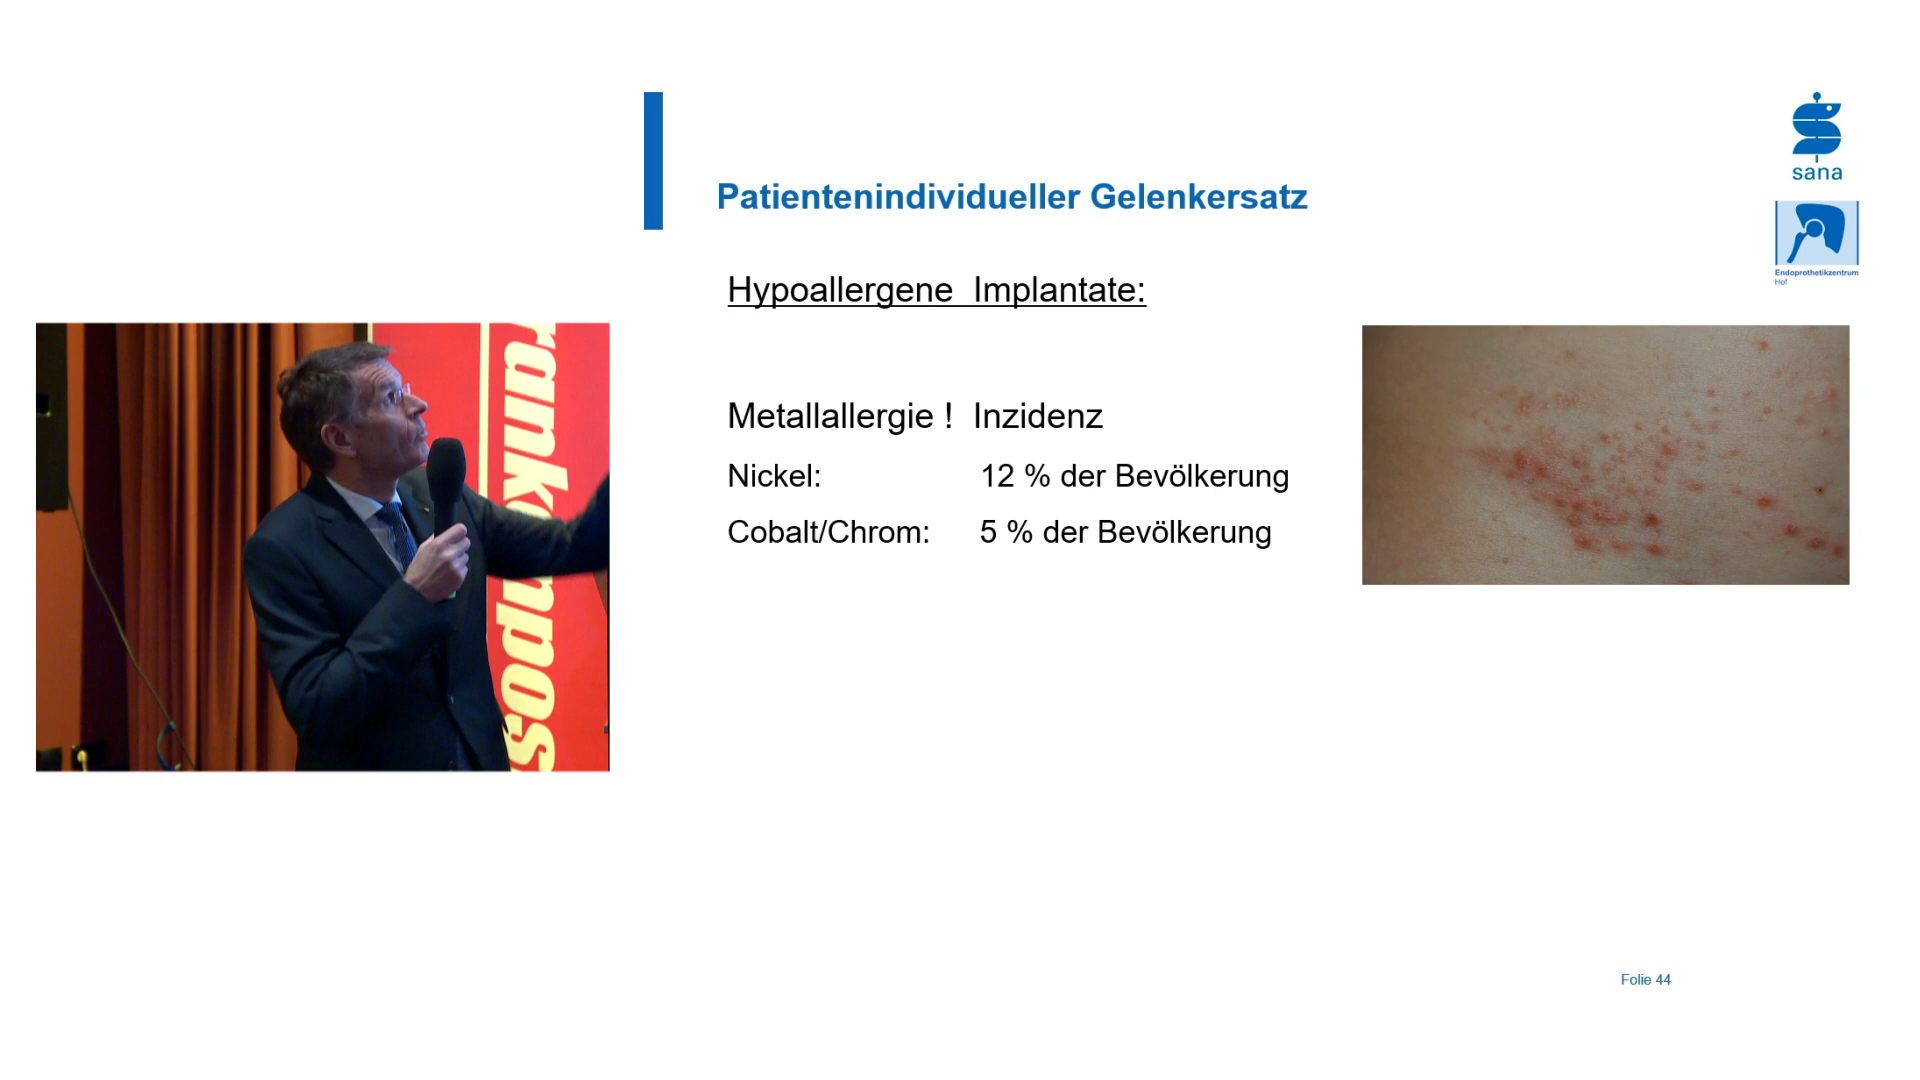 Patientenindividueller Gelenkersatz
Hypoallergene Implantate:
Metallallergie ! Inzidenz
Nickel: 12 % der Bevölkerung
Cobalt/Chrom: 5 % der Bevölkerung
sana
Endoprothetikzentrum
Hof
rankenpos
Folie 44